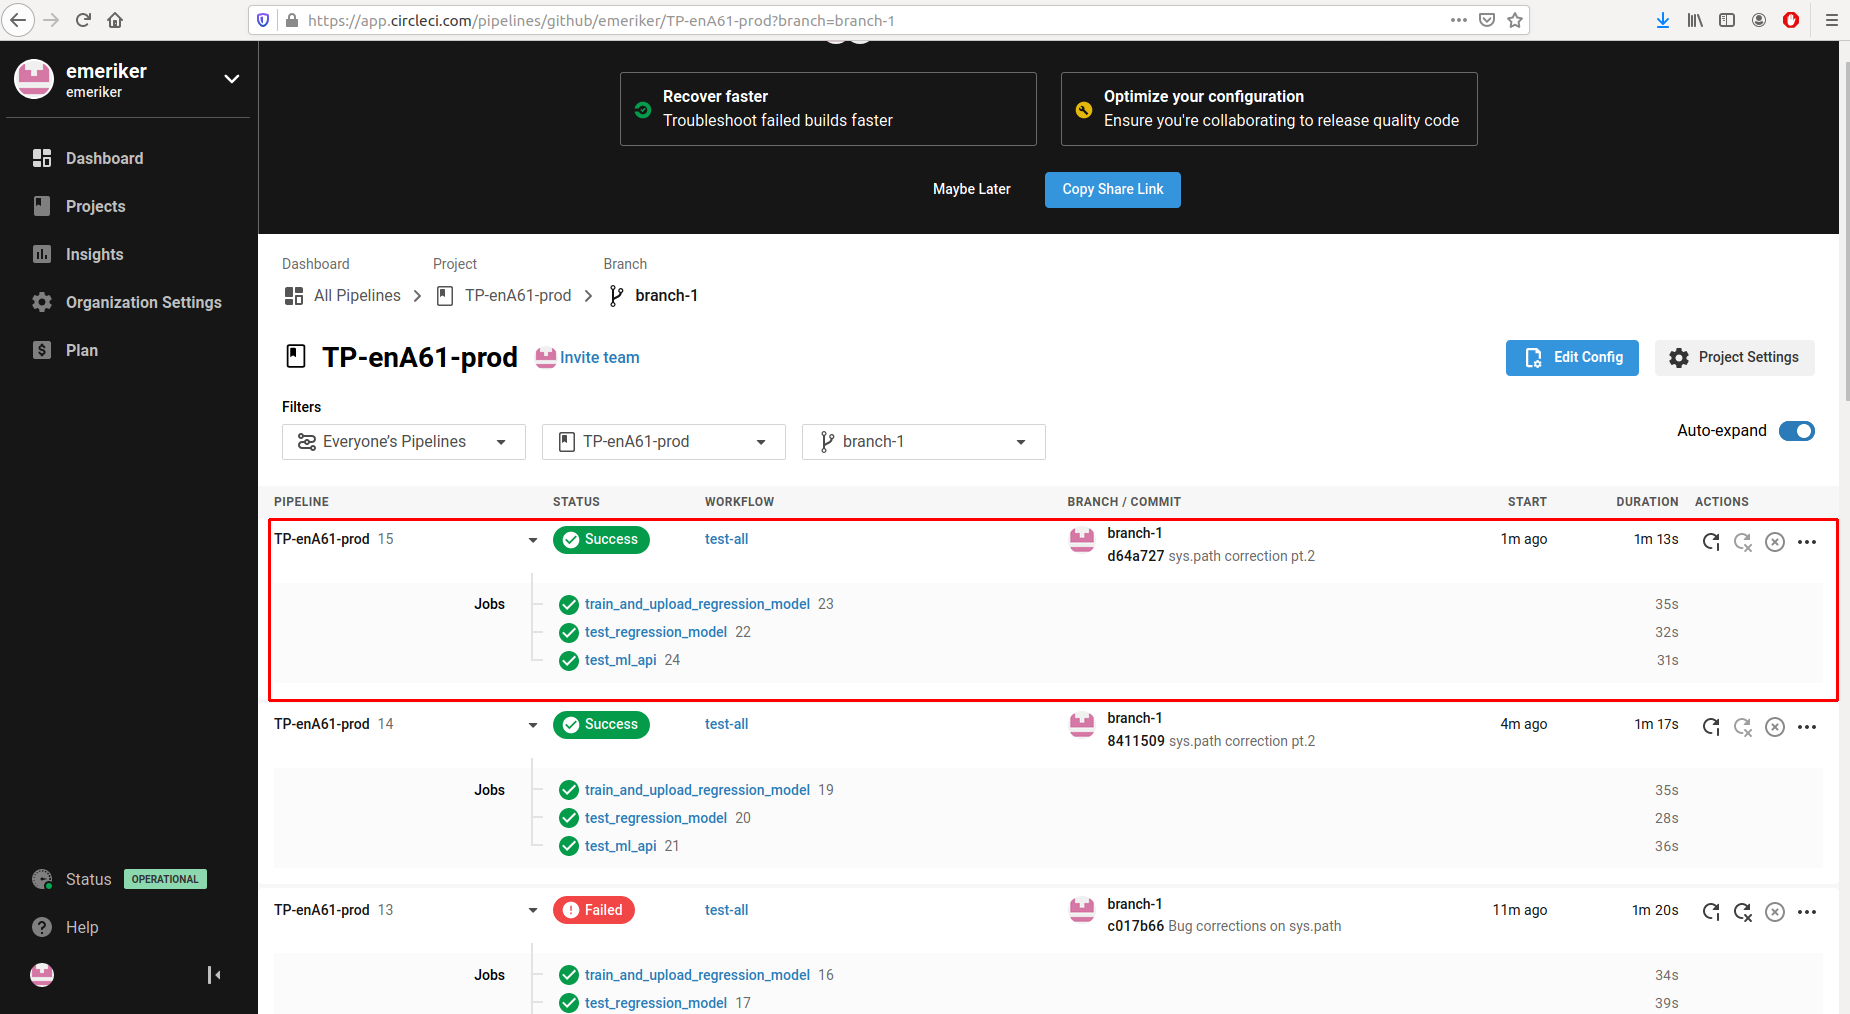 https://app.circleci.com/pipelines/github/emeriker/TP-enA61-prod?branch=branch-1
emeriker
emeriker
Dashboard
Projects
Insights
Organization Settings
Plan
Status OPERATIONAL
Help
Recover faster
Troubleshoot failed builds faster
Optimize your configuration
Ensure you're collaborating to release quality code
Maybe Later
Copy Share Link
Dashboard Project Branch
All Pipelines TP-enA61-prod branch-1
TP-enA61-prod Invite team
Edit Config
Project Settings
Filters
Everyone's Pipelines TP-enA61-prod branch-1
Auto-expand
PIPELINE STATUS WORKFLOW BRANCH / COMMIT START DURATION ACTIONS
TP-enA61-prod 15 Success test-all branch-1 1m ago 1m 13s
d64a727 sys.path correction pt.2
Jobs train_and_upload_regression_model 23 35s
test_regression_model 22 32s
test_ml_api 24 31s
TP-enA61-prod 14 Success test-all branch-1 4m ago 1m 17s
8411509 sys.path correction pt.2
Jobs train_and_upload_regression_model 19 35s
test_regression_model 20 28s
test_ml_api 21 36s
TP-enA61-prod 13 Failed test-all branch-1 11m ago 1m 20s
c017b66 Bug corrections on sys.path
Jobs train_and_upload_regression_model 16 34s
test_regression_model 17 39s